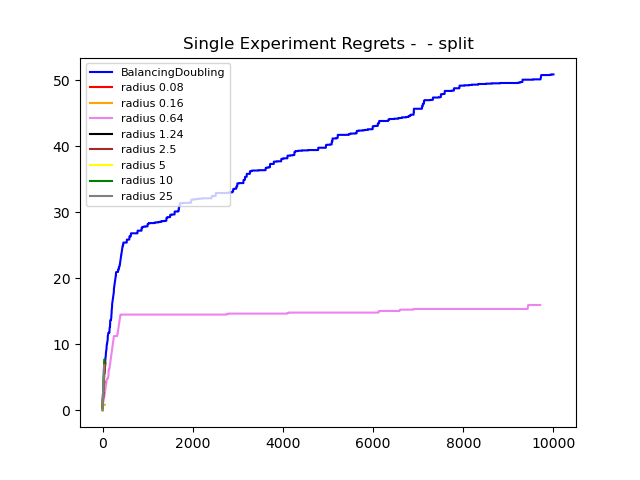 Single Experiment Regrets -  - split
BalancingDoubling
radius 0.08
radius 0.16
radius 0.64
radius 1.24
radius 2.5
radius 5
radius 10
radius 25
50
40
30
20
10
0
0 2000 4000 6000 8000 10000